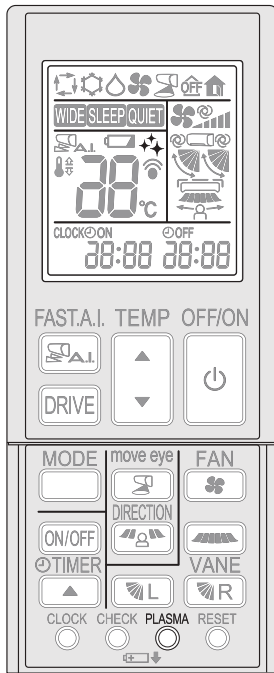 WIDE SLEEP QUIET
A.I.
88 °C
CLOCK ON OFF
88:88 88:88
FAST.A.I. TEMP OFF/ON
A.I.
DRIVE
MODE move eye FAN
DIRECTION
ON/OFF
TIMER VANE
L R
CLOCK CHECK PLASMA RESET